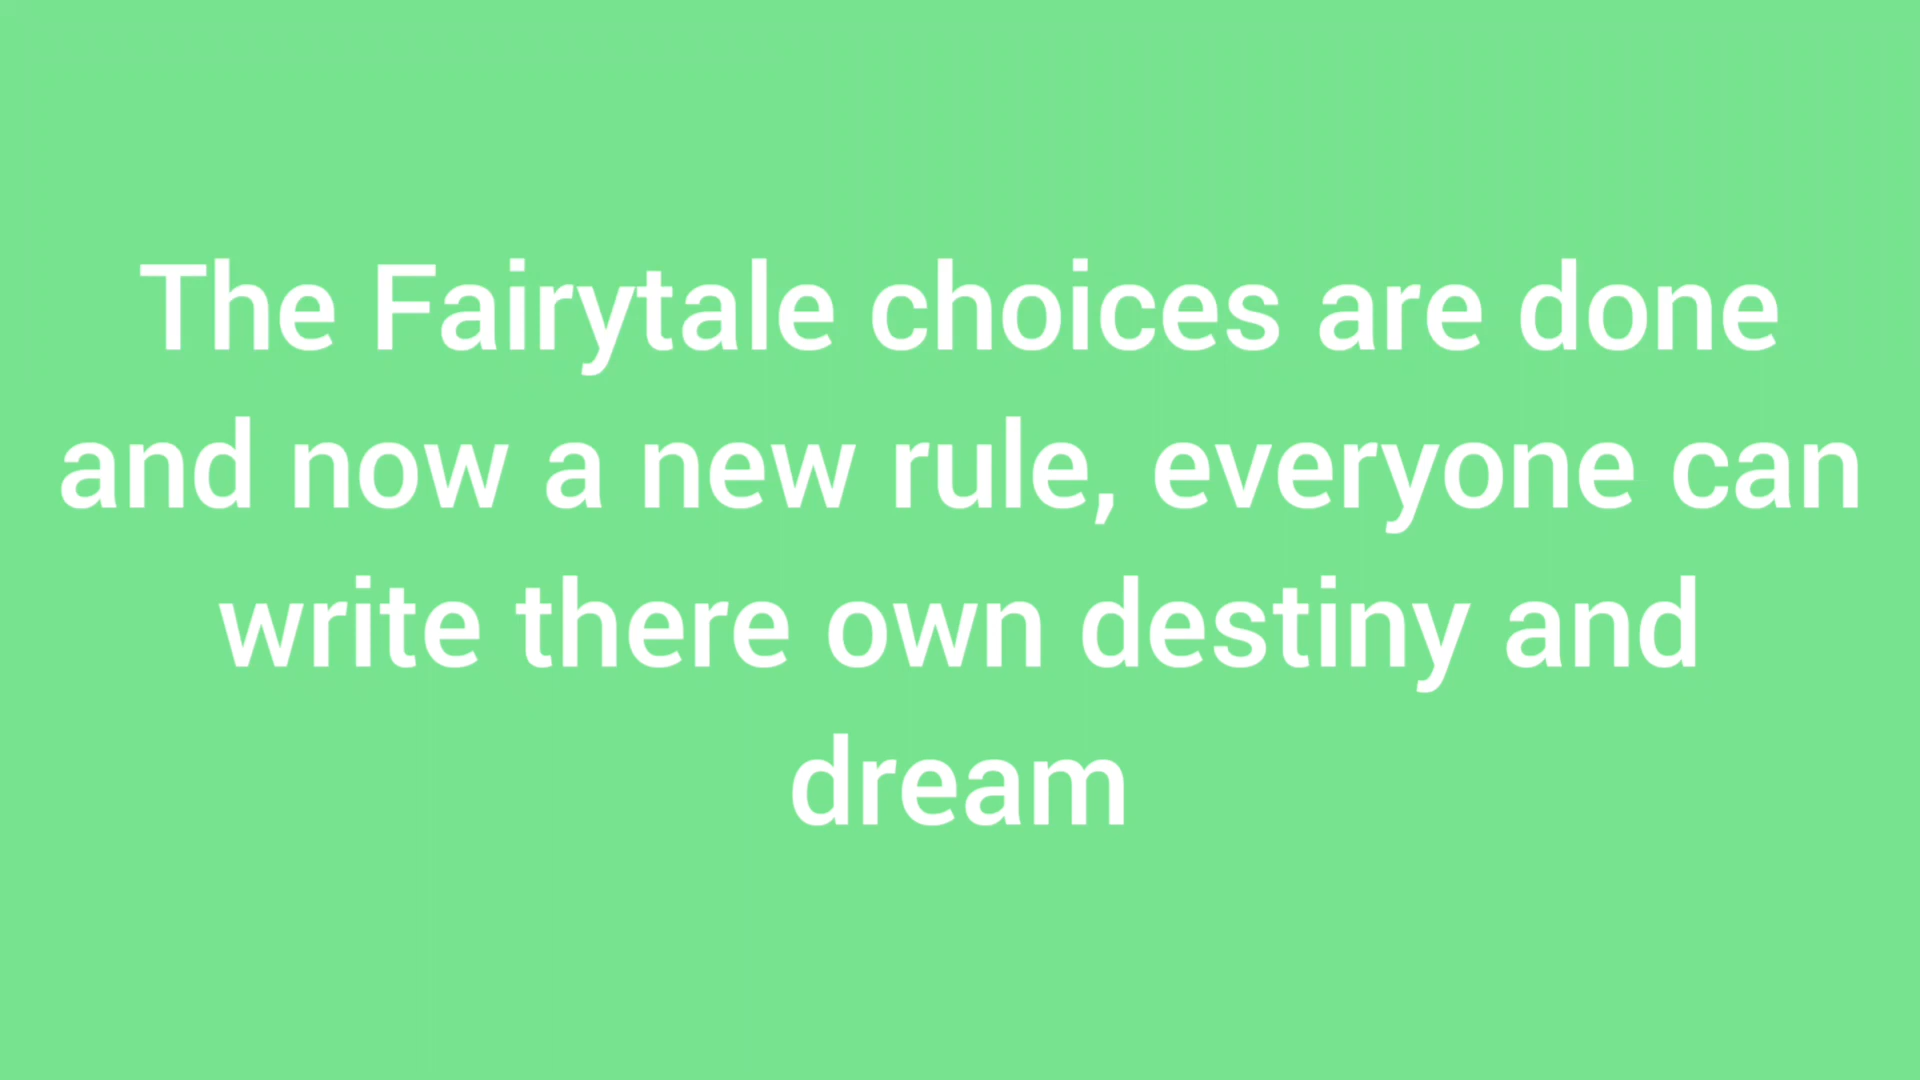 The Fairytale choices are done
and now a new rule, everyone can
write there own destiny and
dream